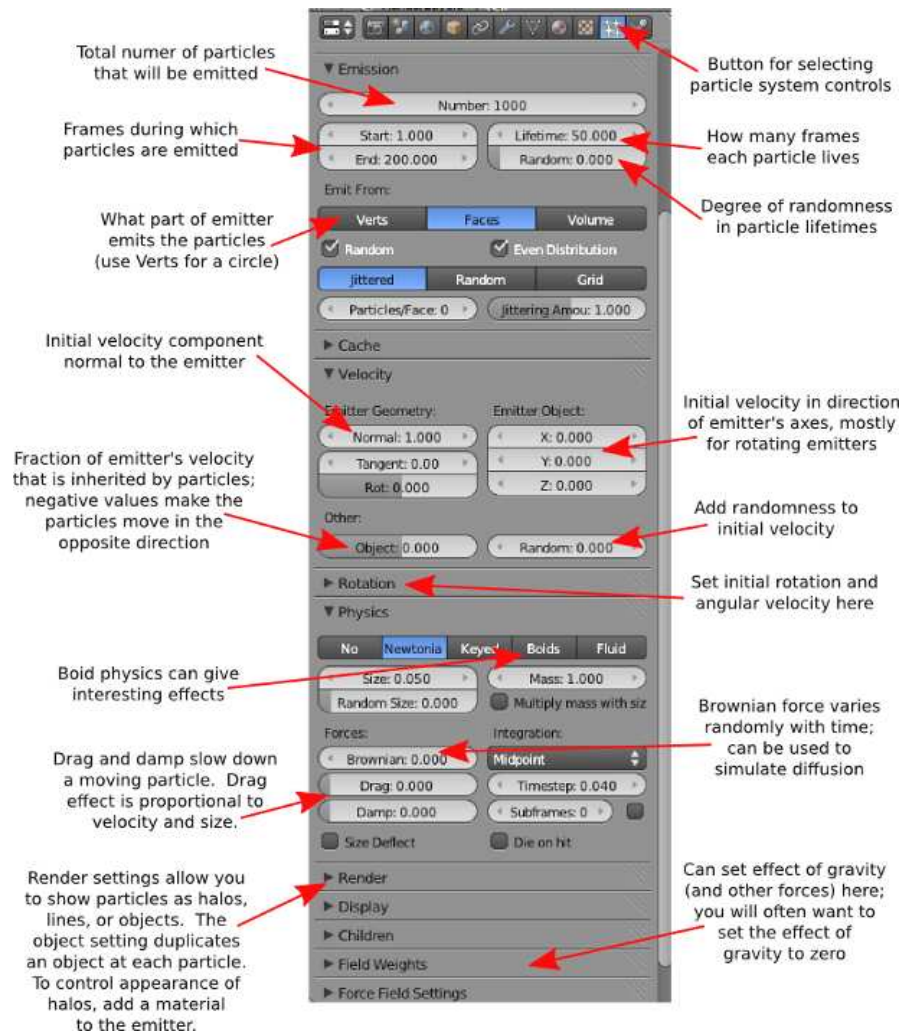 Total numer of particles
that will be emitted
Button for selecting
particle system controls
Emission
Number: 1000
Frames during which
particles are emitted
Start: 1.000
End: 200.000
Lifetime: 50.000
Random: 0.000
How many frames
each particle lives
Degree of randomness
in particle lifetimes
Emit From:
Verts Faces Volume
What part of emitter
emits the particles
(use Verts for a circle)
Random Even Distribution
Jittered Random Grid
Particles/Face: 0 Jittering Amou: 1.000
Cache
Initial velocity component
normal to the emitter
Velocity
Emitter Geometry:
Normal: 1.000
Tangent: 0.00
Rot: 0.000
Emitter Object:
X: 0.000
Y: 0.000
Z: 0.000
Initial velocity in direction
of emitter's axes, mostly
for rotating emitters
Fraction of emitter's velocity
that is inherited by particles;
negative values make the
particles move in the
opposite direction
Other:
Object: 0.000 Random: 0.000
Add randomness to
initial velocity
Rotation
Set initial rotation and
angular velocity here
Physics
No Newtonia Keyed Boids Fluid
Boid physics can give
interesting effects
Size: 0.050 Mass: 1.000
Random Size: 0.000 Multiply mass with siz
Forces: Integration:
Brownian: 0.000 Midpoint
Drag: 0.000 Timestep: 0.040
Damp: 0.000 Subframes: 0
Size Deflect Die on hit
Brownian force varies
randomly with time;
can be used to
simulate diffusion
Drag and damp slow down
a moving particle. Drag
effect is proportional to
velocity and size.
Render
Display
Children
Field Weights
Force Field Settings
Render settings allow you
to show particles as halos,
lines, or objects. The
object setting duplicates
an object at each particle.
To control appearance of
halos, add a material
to the emitter.
Can set effect of gravity
(and other forces) here;
you will often want to
set the effect of
gravity to zero